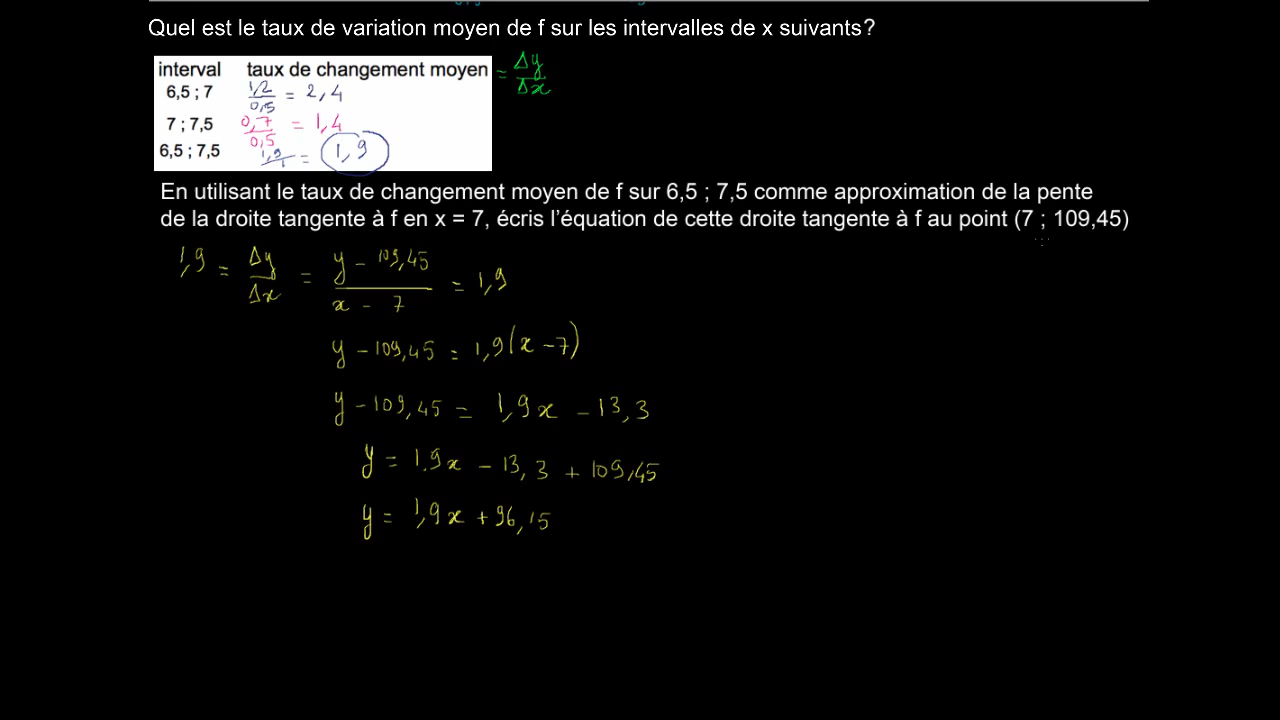 Quel est le taux de variation moyen de f sur les intervalles de x suivants?
interval taux de changement moyen = Δy/Δx
6,5 ; 7 1,2/0,5 = 2,4
7 ; 7,5 0,7/0,5 = 1,4
6,5 ; 7,5 1,9/1 = 1,9
En utilisant le taux de changement moyen de f sur 6,5 ; 7,5 comme approximation de la pente
de la droite tangente à f en x = 7, écris l'équation de cette droite tangente à f au point (7 ; 109,45)
1,9 = Δy/Δx = y - 109,45 / x - 7 = 1,9
y - 109,45 = 1,9(x - 7)
y - 109,45 = 1,9x - 13,3
y = 1.9x - 13,3 + 109,45
y = 1,9x + 96,15